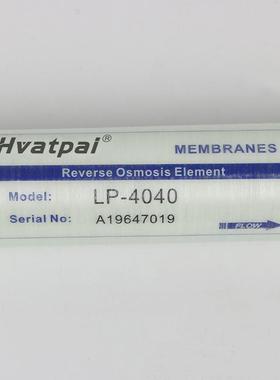 Hvatpai® MEMBRANES
Reverse Osmosis Element
Model: LP-4040
Serial No: A19647019 FLOW